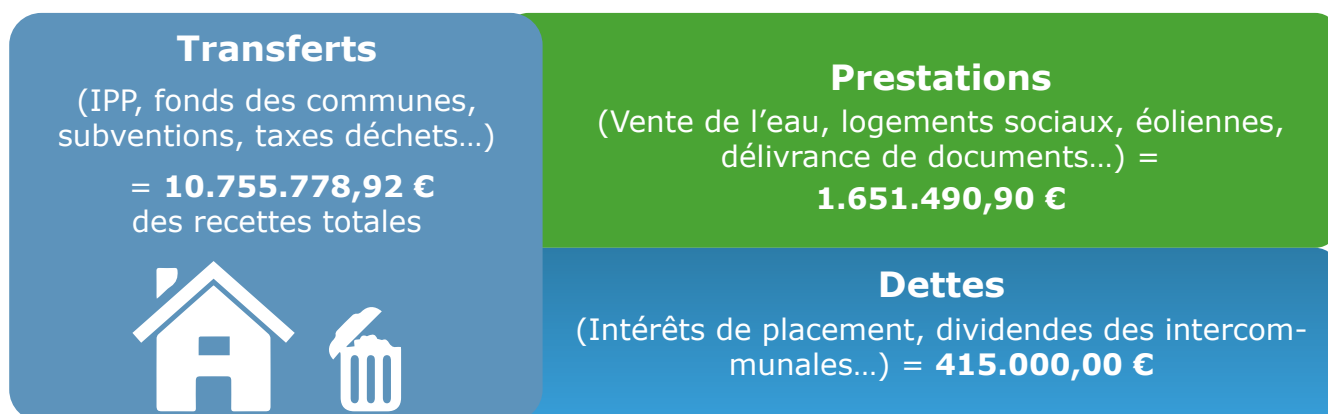 Transferts
(IPP, fonds des communes,
subventions, taxes déchets…)
= 10.755.778,92 €
des recettes totales
Prestations
(Vente de l’eau, logements sociaux, éoliennes,
délivrance de documents…) =
1.651.490,90 €
Dettes
(Intérêts de placement, dividendes des intercom-
munales…) = 415.000,00 €